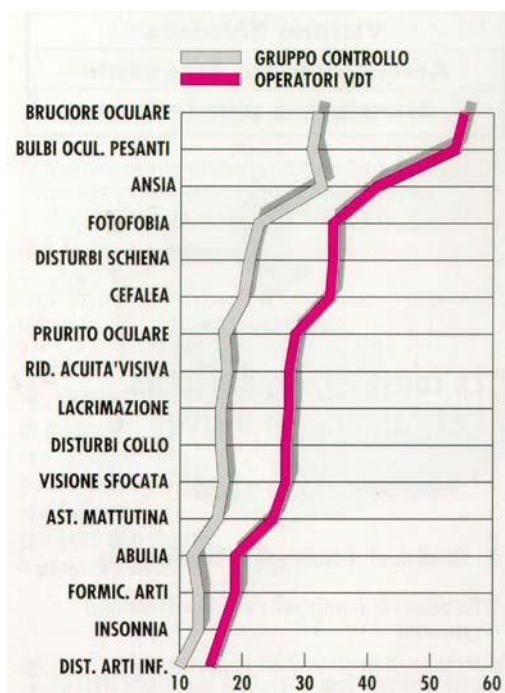 GRUPPO CONTROLLO
OPERATORI VDT
BRUCIORE OCULARE
BULBI OCUL. PESANTI
ANSIA
FOTOFOBIA
DISTURBI SCHIENA
CEFALEA
PRURITO OCULARE
RID. ACUITA'VISIVA
LACRIMAZIONE
DISTURBI COLLO
VISIONE SFOCATA
AST. MATTUTINA
ABULIA
FORMIC. ARTI
INSONNIA
DIST. ARTI INF.
10 20 30 40 50 60